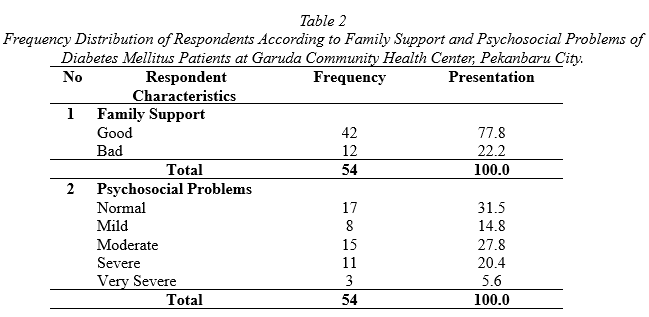 Table 2
Frequency Distribution of Respondents According to Family Support and Psychosocial Problems of
Diabetes Mellitus Patients at Garuda Community Health Center, Pekanbaru City.
No Respondent Characteristics Frequency Presentation
1 Family Support
Good 42 77.8
Bad 12 22.2
Total 54 100.0
2 Psychosocial Problems
Normal 17 31.5
Mild 8 14.8
Moderate 15 27.8
Severe 11 20.4
Very Severe 3 5.6
Total 54 100.0